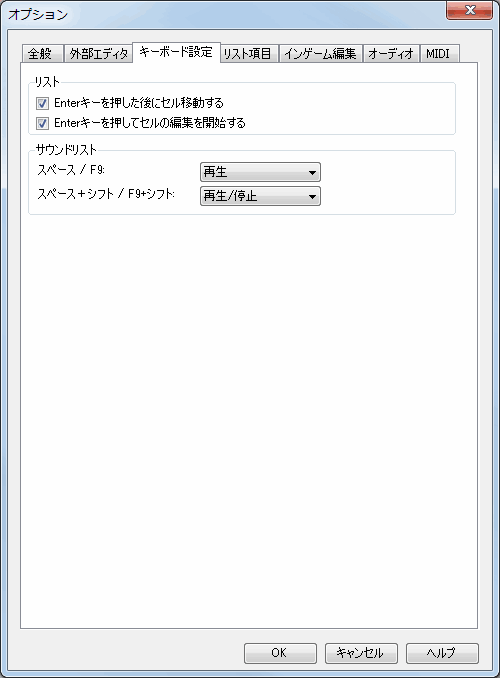 オプション
全般 外部エディタ キーボード設定 リスト項目 インゲーム編集 オーディオ MIDI
リスト
Enterキーを押した後にセル移動する
Enterキーを押してセルの編集を開始する
サウンドリスト
スペース / F9: 再生
スペース+シフト / F9+シフト: 再生/停止
OK キャンセル ヘルプ